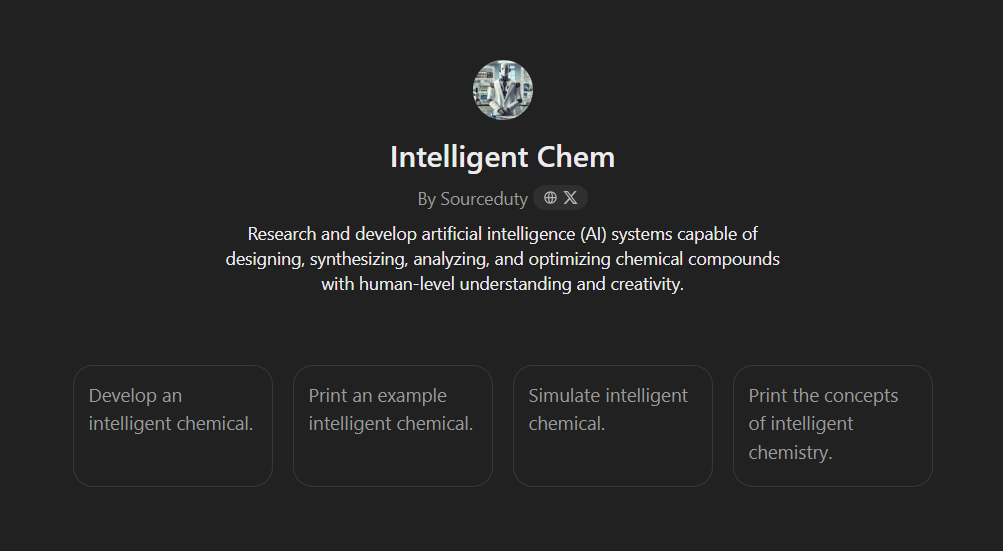 Intelligent Chem
By Sourceduty
Research and develop artificial intelligence (AI) systems capable of
designing, synthesizing, analyzing, and optimizing chemical compounds
with human-level understanding and creativity.
Develop an
intelligent chemical.
Print an example
intelligent chemical.
Simulate intelligent
chemical.
Print the concepts
of intelligent
chemistry.